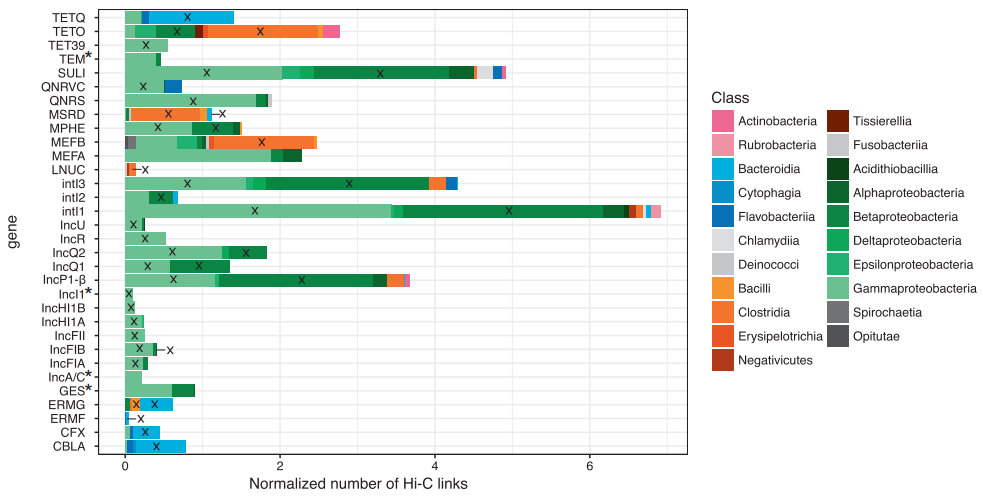 TETQ
TETO
TET39
TEM*
SULI
QNRVC
QNRS
MSRD
MPHE
MEFB
MEFA
LNUC
intI3
intI2
intI1
IncU
IncR
IncQ2
IncQ1
IncP1-β
IncI1*
IncHI1B
IncHI1A
IncFII
IncFIB
IncFIA
IncA/C*
GES*
ERMG
ERMF
CFX
CBLA
gene
0 2 4 6
Normalized number of Hi-C links
X
X X
X
X X
X
X
X X
X X
X
X
X X
X
X X
X
X
X X
X X
X X
X
X
X
X
X X
X
X X
X
X
X
Class
Actinobacteria
Rubrobacteria
Bacteroidia
Cytophagia
Flavobacteriia
Chlamydiia
Deinococci
Bacilli
Clostridia
Erysipelotrichia
Negativicutes
Tissierellia
Fusobacteriia
Acidithiobacillia
Alphaproteobacteria
Betaproteobacteria
Deltaproteobacteria
Epsilonproteobacteria
Gammaproteobacteria
Spirochaetia
Opitutae